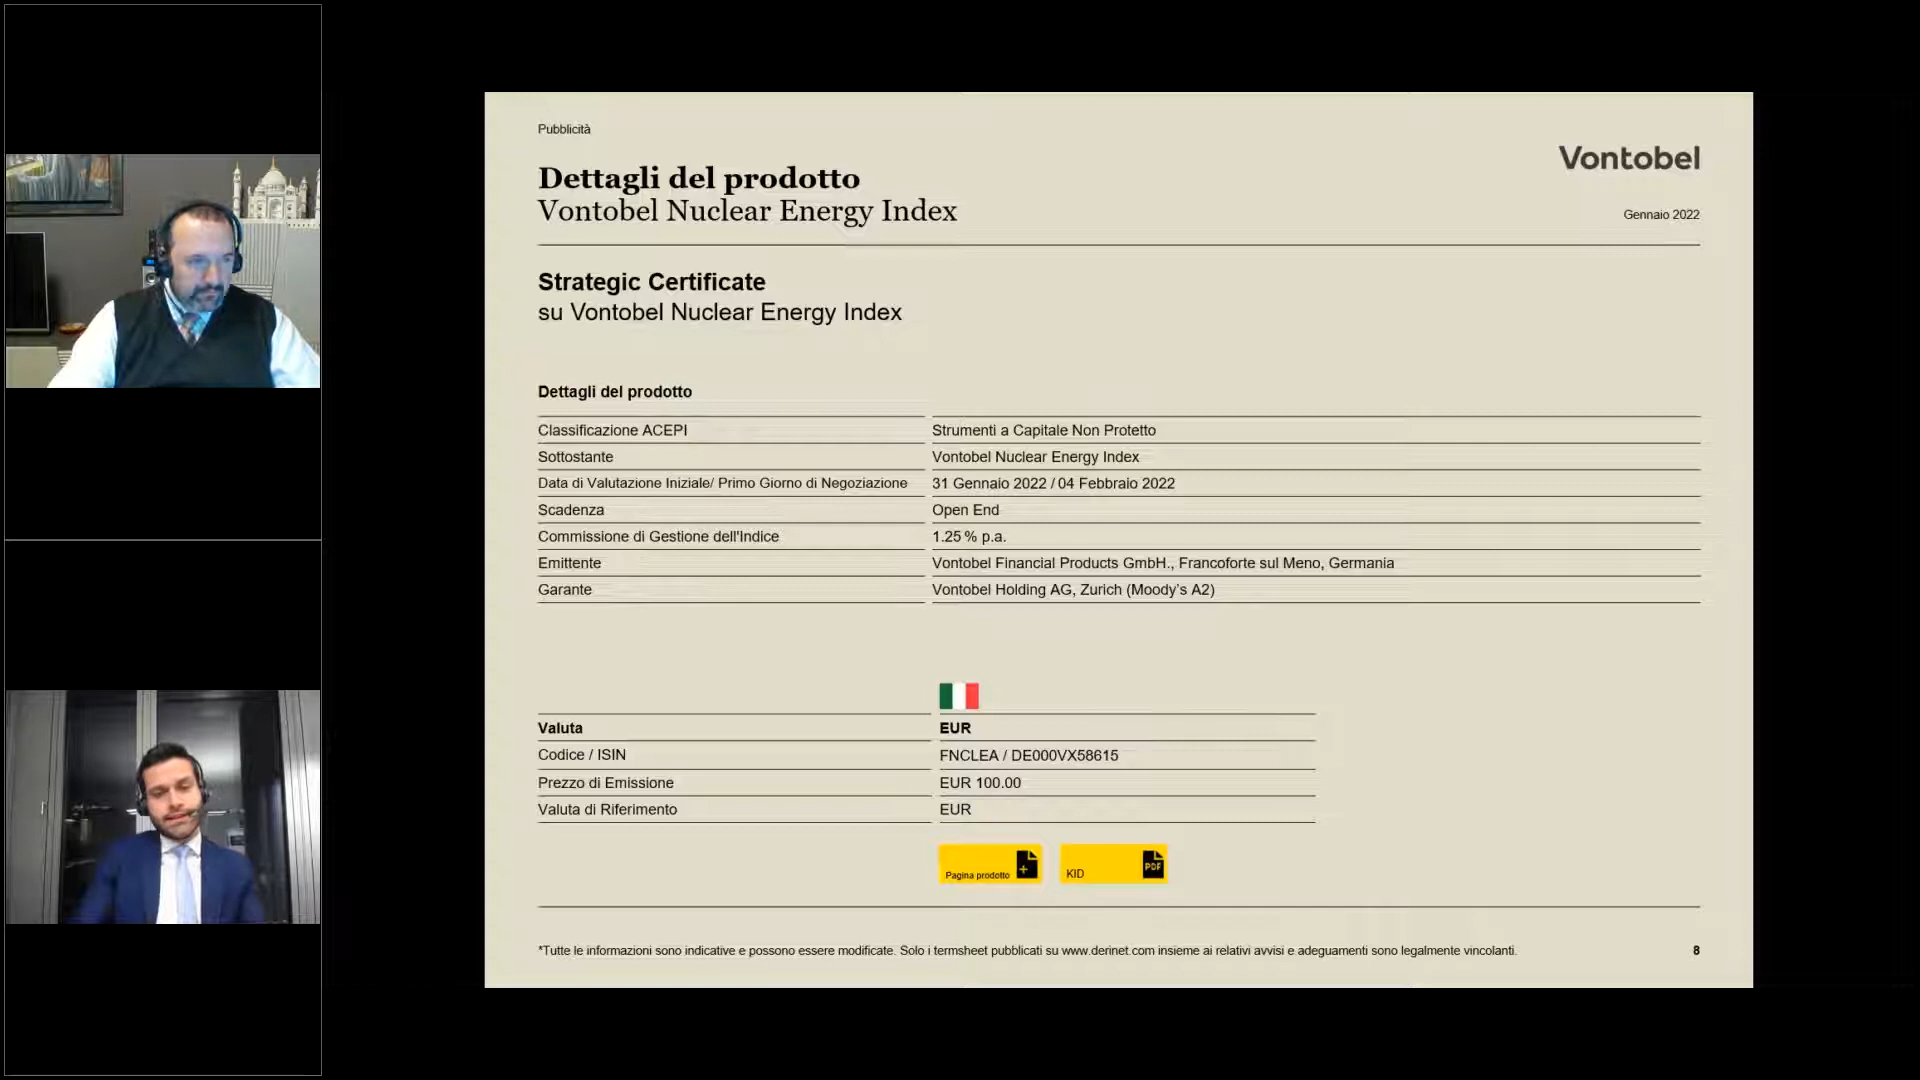 Pubblicità
Vontobel
Dettagli del prodotto
Vontobel Nuclear Energy Index
Gennaio 2022
Strategic Certificate
su Vontobel Nuclear Energy Index
Dettagli del prodotto
Classificazione ACEPI Strumenti a Capitale Non Protetto
Sottostante Vontobel Nuclear Energy Index
Data di Valutazione Iniziale/ Primo Giorno di Negoziazione 31 Gennaio 2022 / 04 Febbraio 2022
Scadenza Open End
Commissione di Gestione dell'Indice 1.25 % p.a.
Emittente Vontobel Financial Products GmbH., Francoforte sul Meno, Germania
Garante Vontobel Holding AG, Zurich (Moody's A2)
Valuta EUR
Codice / ISIN FNCLEA / DE000VX58615
Prezzo di Emissione EUR 100.00
Valuta di Riferimento EUR
Pagina prodotto KID PDF
*Tutte le informazioni sono indicative e possono essere modificate. Solo i termsheet pubblicati su www.derinet.com insieme ai relativi avvisi e adeguamenti sono legalmente vincolanti. 8